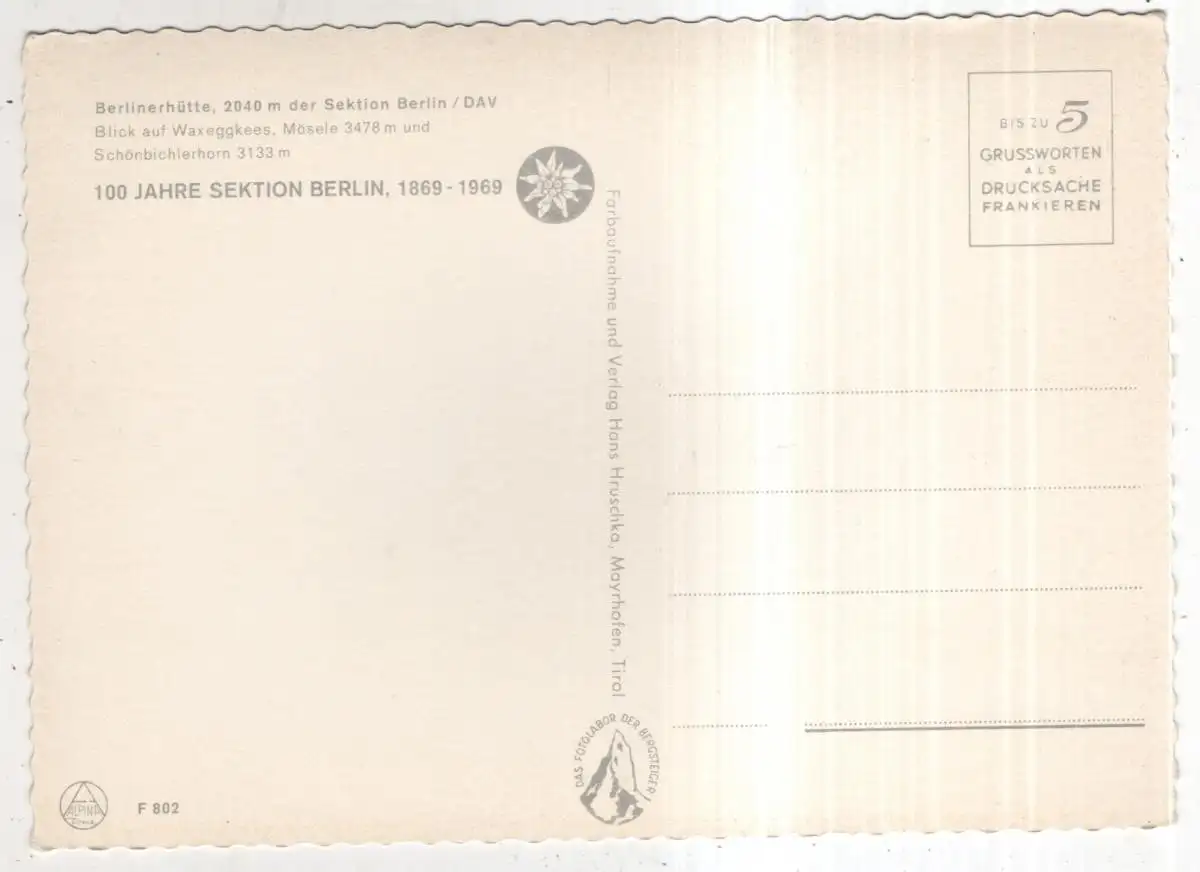 Berlinerhütte, 2040 m der Sektion Berlin / DAV
Blick auf Waxeggkees, Mösele 3478 m und
Schönbichlerhorn 3133 m
100 JAHRE SEKTION BERLIN, 1869 - 1969
BIS ZU 5
GRUSSWORTEN
ALS
DRUCKSACHE
FRANKIEREN
Farbaufnahme und Verlag Hans Hruschka, Mayrhofen, Tirol
DAS FOTOLABOR DER BERGSTEIGER
ALPINA
F 802